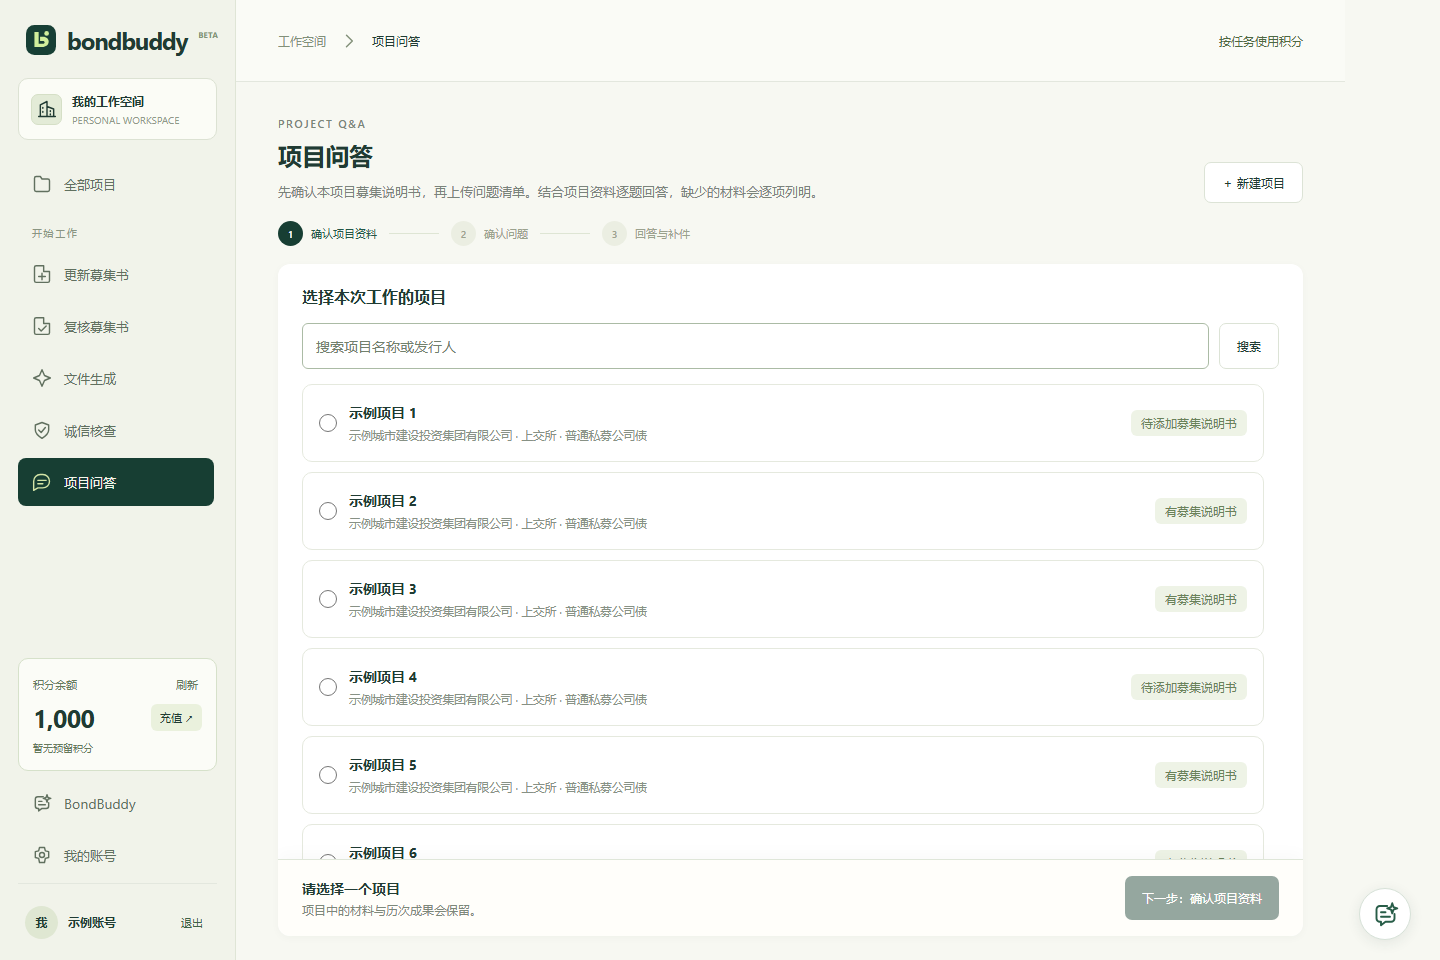 bondbuddy BETA
我的工作空间
PERSONAL WORKSPACE
全部项目
开始工作
更新募集书
复核募集书
文件生成
诚信核查
项目问答
积分余额 刷新
1,000 充值 ↗
暂无预留积分
BondBuddy
我的账号
我 示例账号 退出
工作空间 > 项目问答 按任务使用积分
PROJECT Q&A
项目问答
先确认本项目募集说明书，再上传问题清单。结合项目资料逐题回答，缺少的材料会逐项列明。
+ 新建项目
1 确认项目资料 2 确认问题 3 回答与补件
选择本次工作的项目
搜索项目名称或发行人 搜索
示例项目 1
示例城市建设投资集团有限公司 · 上交所 · 普通私募公司债
待添加募集说明书
示例项目 2
示例城市建设投资集团有限公司 · 上交所 · 普通私募公司债
有募集说明书
示例项目 3
示例城市建设投资集团有限公司 · 上交所 · 普通私募公司债
有募集说明书
示例项目 4
示例城市建设投资集团有限公司 · 上交所 · 普通私募公司债
待添加募集说明书
示例项目 5
示例城市建设投资集团有限公司 · 上交所 · 普通私募公司债
有募集说明书
示例项目 6
请选择一个项目
项目中的材料与历次成果会保留。
下一步：确认项目资料